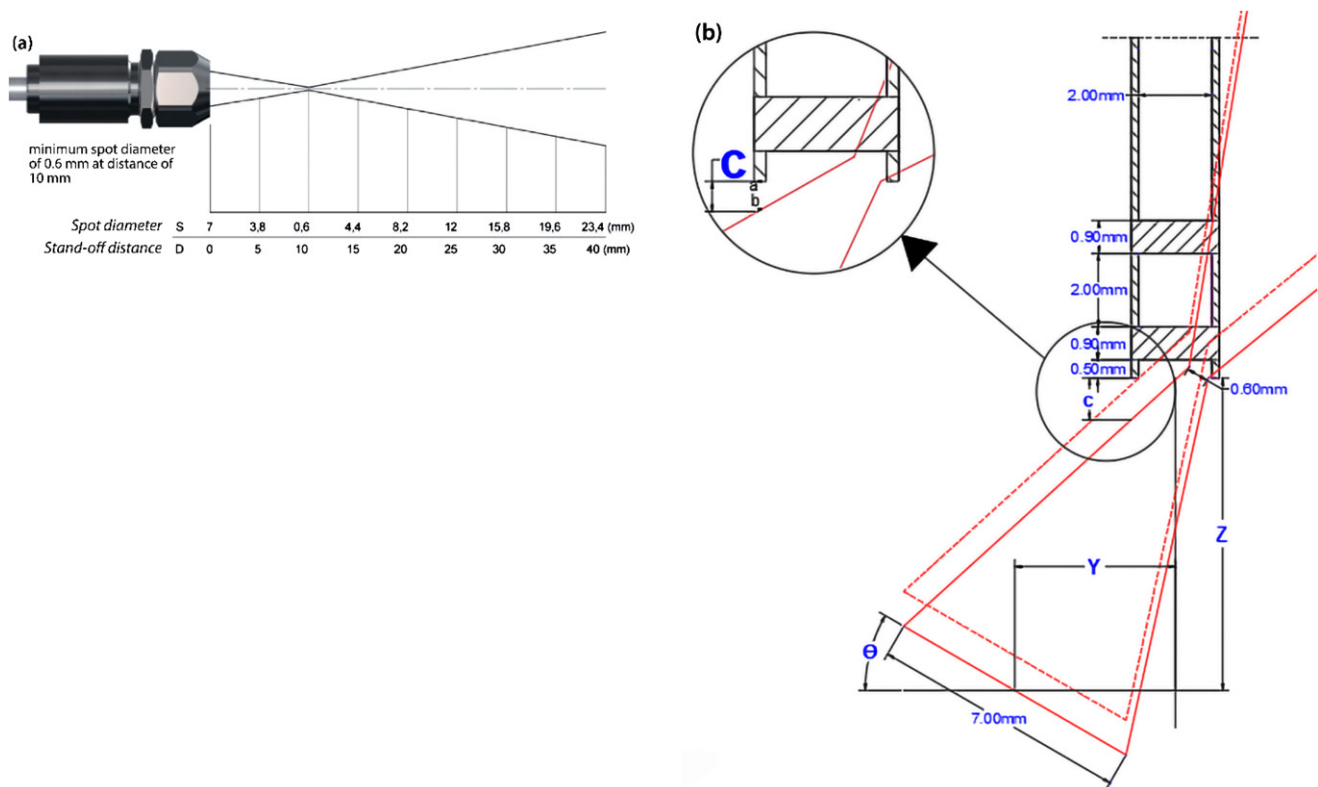 (a)
minimum spot diameter
of 0.6 mm at distance of
10 mm
Spot diameter S 7 3,8 0,6 4,4 8,2 12 15,8 19,6 23,4 (mm)
Stand-off distance D 0 5 10 15 20 25 30 35 40 (mm)
(b)
C
a
b
2.00mm
0.90mm
2.00mm
0.90mm
0.50mm
c
0.60mm
Z
Y
Θ
7.00mm